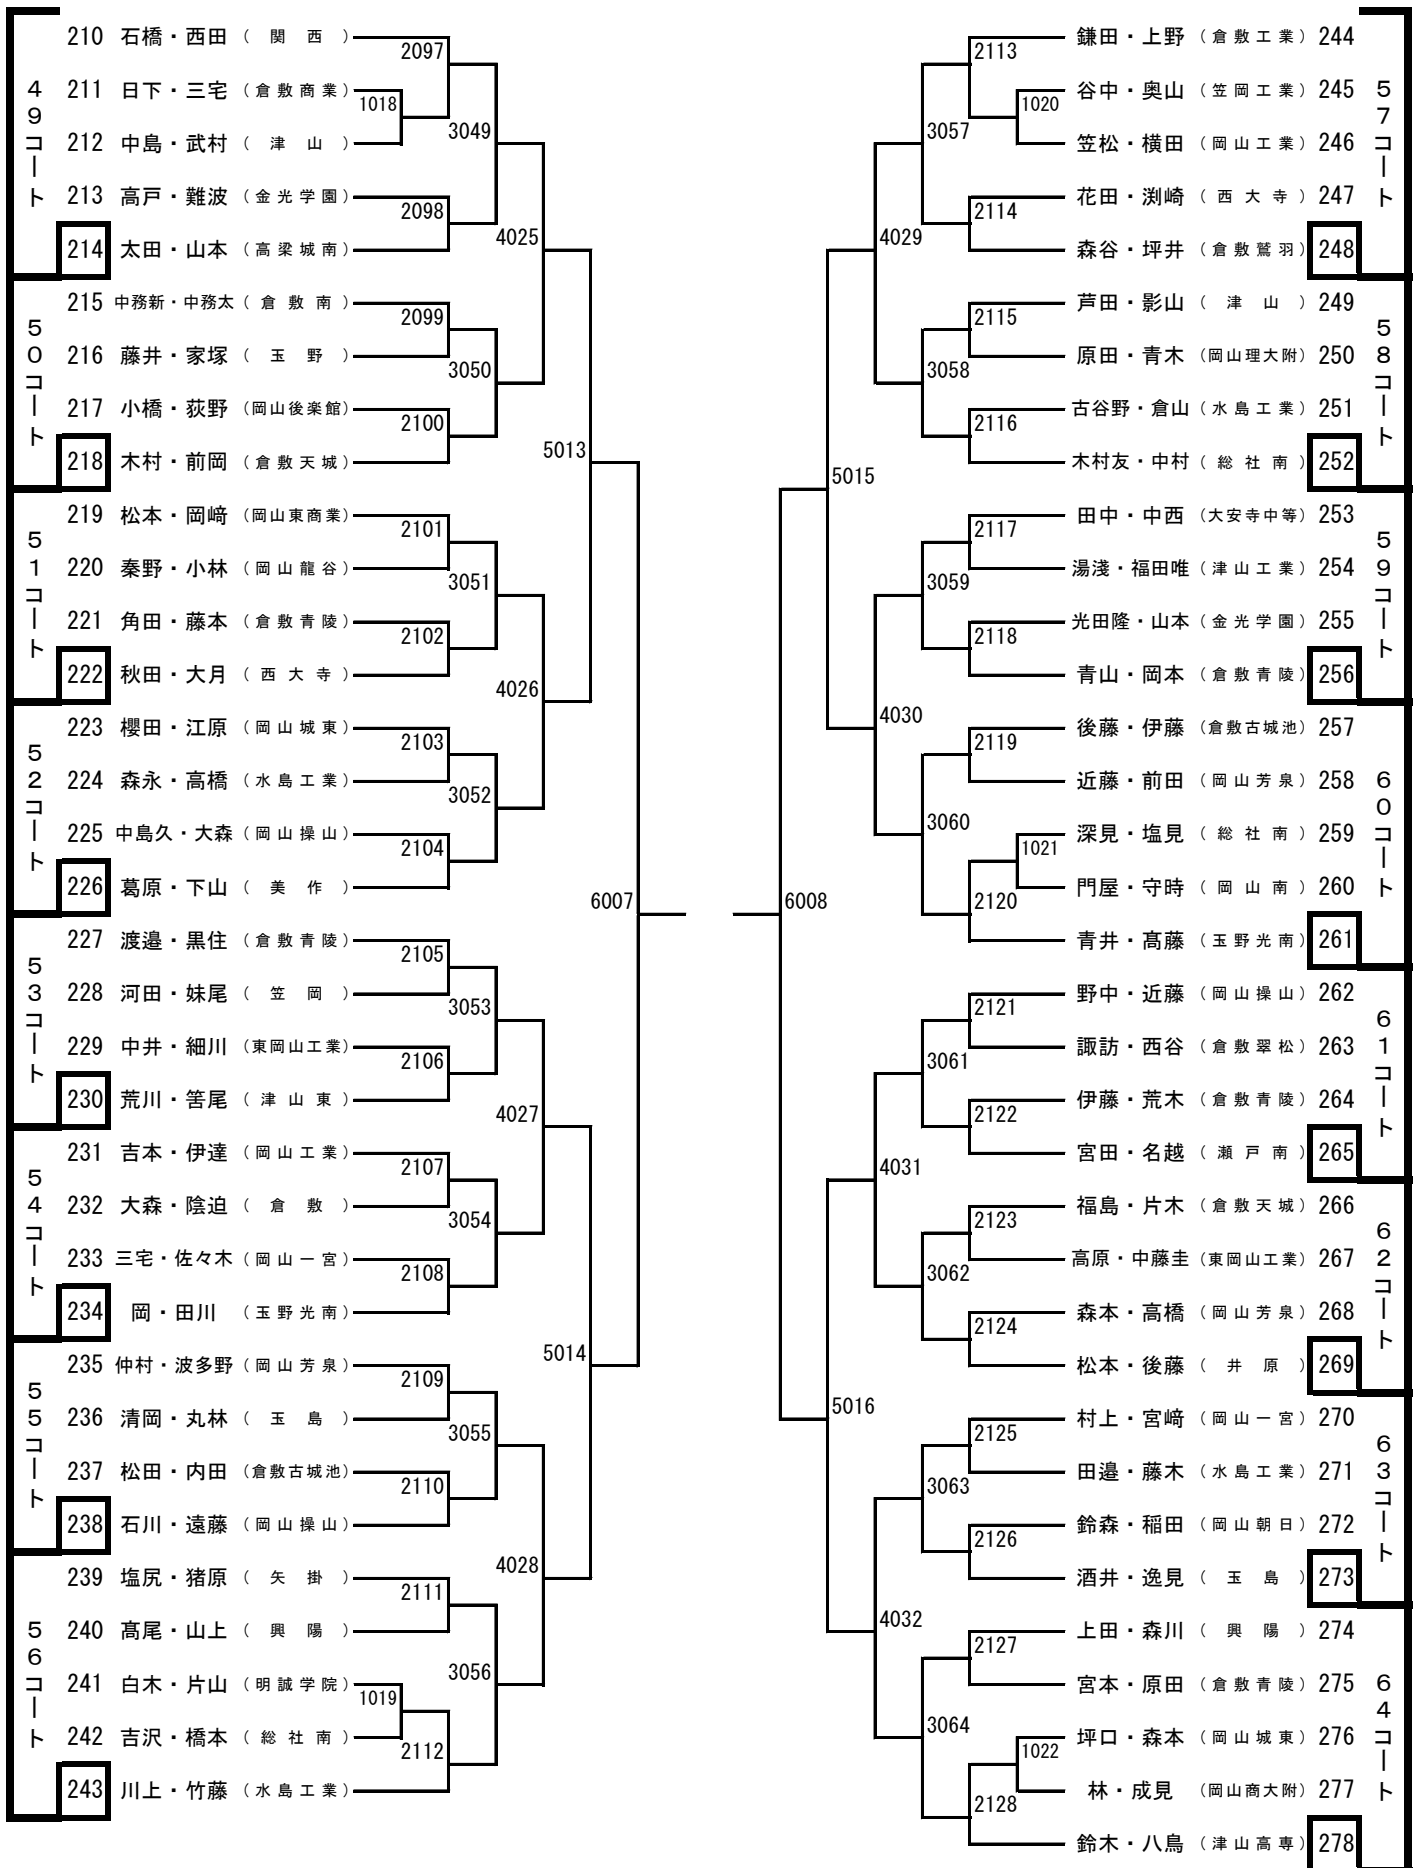 49コート
210 石橋・西田 （ 関 西 ）
211 日下・三宅 （倉敷商業）
212 中島・武村 （ 津 山 ）
213 高戸・難波 （金光学園）
214 太田・山本 （高梁城南）
50コート
215 中務新・中務太 （ 倉 敷 南 ）
216 藤井・家塚 （ 玉 野 ）
217 小橋・荻野 （岡山後楽館）
218 木村・前岡 （倉敷天城）
51コート
219 松本・岡﨑 （岡山東商業）
220 秦野・小林 （岡山龍谷）
221 角田・藤本 （倉敷青陵）
222 秋田・大月 （ 西 大 寺 ）
52コート
223 櫻田・江原 （岡山城東）
224 森永・高橋 （水島工業）
225 中島久・大森 （岡山操山）
226 葛原・下山 （ 美 作 ）
53コート
227 渡邉・黒住 （倉敷青陵）
228 河田・妹尾 （ 笠 岡 ）
229 中井・細川 （東岡山工業）
230 荒川・筈尾 （ 津 山 東 ）
54コート
231 吉本・伊達 （岡山工業）
232 大森・陰迫 （ 倉 敷 ）
233 三宅・佐々木 （岡山一宮）
234 岡・田川 （玉野光南）
55コート
235 仲村・波多野 （岡山芳泉）
236 清岡・丸林 （ 玉 島 ）
237 松田・内田 （倉敷古城池）
238 石川・遠藤 （岡山操山）
56コート
239 塩尻・猪原 （ 矢 掛 ）
240 髙尾・山上 （ 興 陽 ）
241 白木・片山 （明誠学院）
242 吉沢・橋本 （ 総 社 南 ）
243 川上・竹藤 （水島工業）
2097
1018
3049
2098
4025
2099
3050
2100
5013
2101
3051
2102
4026
2103
3052
2104
6007
2105
3053
2106
4027
2107
3054
2108
5014
2109
3055
2110
4028
2111
3056
1019
2112
2113
1020
3057
2114
4029
2115
3058
2116
5015
2117
3059
2118
4030
2119
3060
1021
2120
6008
2121
3061
2122
4031
2123
3062
2124
5016
2125
3063
2126
4032
2127
3064
1022
2128
57コート
鎌田・上野 （倉敷工業） 244
谷中・奥山 （笠岡工業） 245
笠松・横田 （岡山工業） 246
花田・渕崎 （ 西 大 寺 ） 247
森谷・坪井 （倉敷鷲羽） 248
58コート
芦田・影山 （ 津 山 ） 249
原田・青木 （岡山理大附） 250
古谷野・倉山 （水島工業） 251
木村友・中村 （ 総 社 南 ） 252
59コート
田中・中西 （大安寺中等） 253
湯淺・福田唯 （津山工業） 254
光田隆・山本 （金光学園） 255
青山・岡本 （倉敷青陵） 256
60コート
後藤・伊藤 （倉敷古城池） 257
近藤・前田 （岡山芳泉） 258
深見・塩見 （ 総 社 南 ） 259
門屋・守時 （ 岡 山 南 ） 260
青井・髙藤 （玉野光南） 261
61コート
野中・近藤 （岡山操山） 262
諏訪・西谷 （倉敷翠松） 263
伊藤・荒木 （倉敷青陵） 264
宮田・名越 （ 瀬 戸 南 ） 265
62コート
福島・片木 （倉敷天城） 266
高原・中藤圭 （東岡山工業） 267
森本・高橋 （岡山芳泉） 268
松本・後藤 （ 井 原 ） 269
63コート
村上・宮﨑 （岡山一宮） 270
田邉・藤木 （水島工業） 271
鈴森・稲田 （岡山朝日） 272
酒井・逸見 （ 玉 島 ） 273
64コート
上田・森川 （ 興 陽 ） 274
宮本・原田 （倉敷青陵） 275
坪口・森本 （岡山城東） 276
林・成見 （岡山商大附） 277
鈴木・八鳥 （津山高専） 278